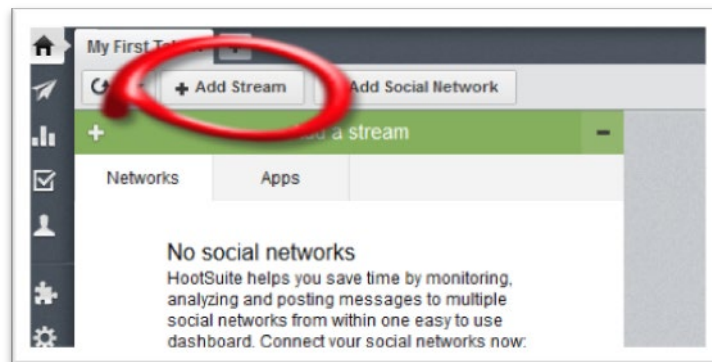 My First
+ Add Stream
Add Social Network
a stream
Networks Apps
No social networks
HootSuite helps you save time by monitoring,
analyzing and posting messages to multiple
social networks from within one easy to use
dashboard. Connect your social networks now: